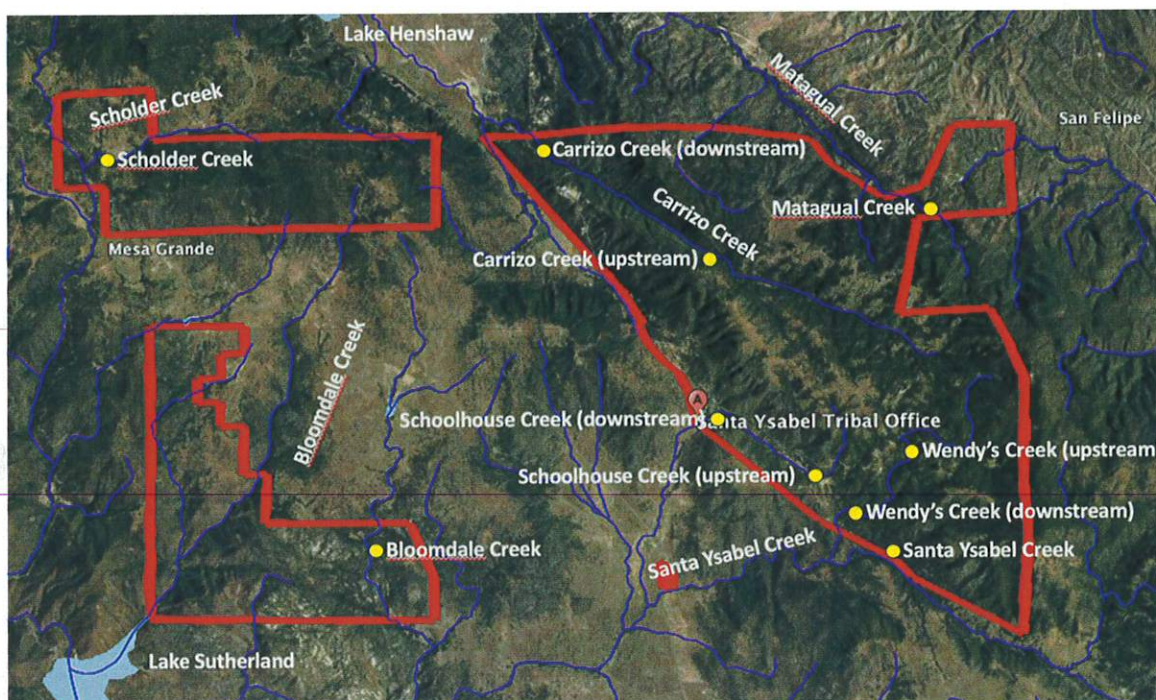 Lake Henshaw
Matagual Creek
Scholder Creek
San Felipe
Scholder Creek
Carrizo Creek (downstream)
Carrizo Creek
Matagual Creek
Mesa Grande
Carrizo Creek (upstream)
Bloomdale Creek
A
Schoolhouse Creek (downstream)
Santa Ysabel Tribal Office
Wendy's Creek (upstream
Schoolhouse Creek (upstream)
Wendy's Creek (downstream)
Bloomdale Creek
Santa Ysabel Creek
Santa Ysabel Creek
Lake Sutherland